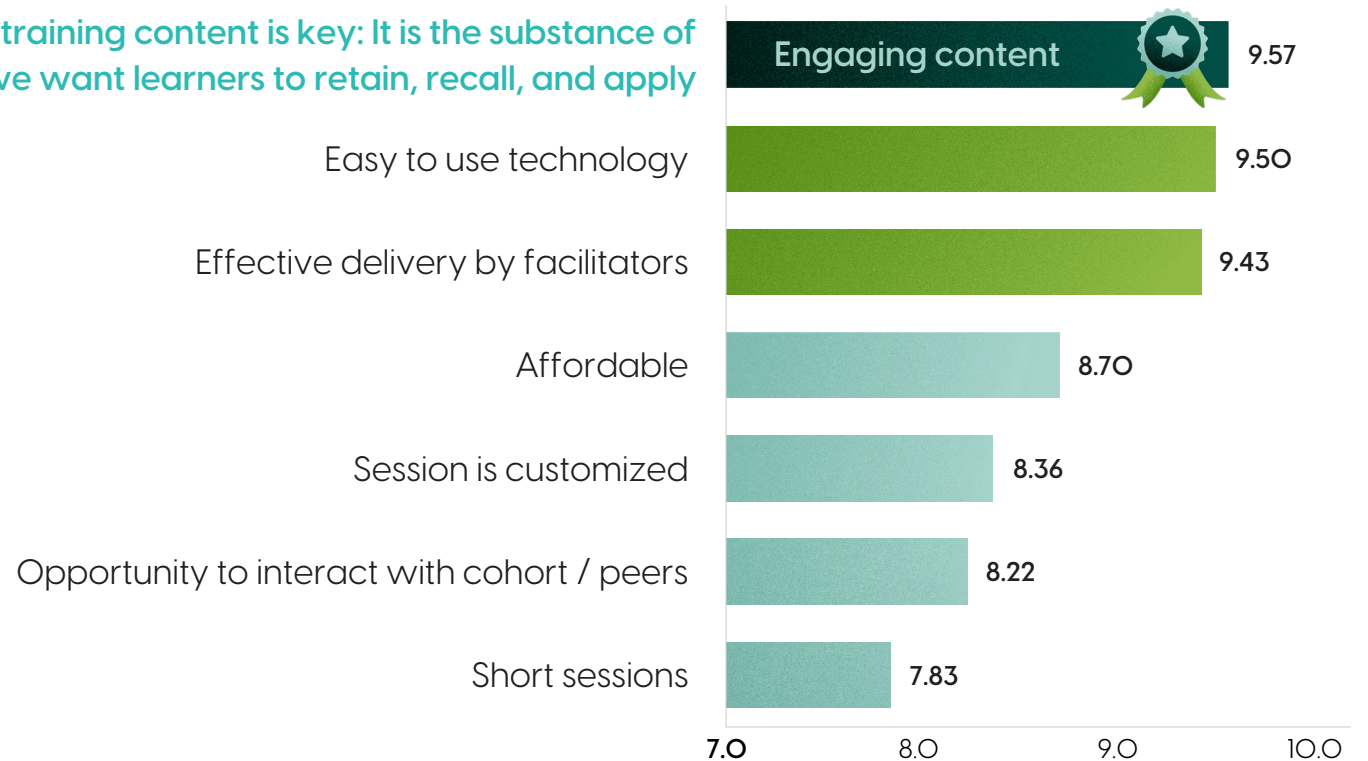 training content is key: It is the substance of
we want learners to retain, recall, and apply
Engaging content
9.57
Easy to use technology
9.50
Effective delivery by facilitators
9.43
Affordable
8.70
Session is customized
8.36
Opportunity to interact with cohort / peers
8.22
Short sessions
7.83
7.0 8.0 9.0 10.0